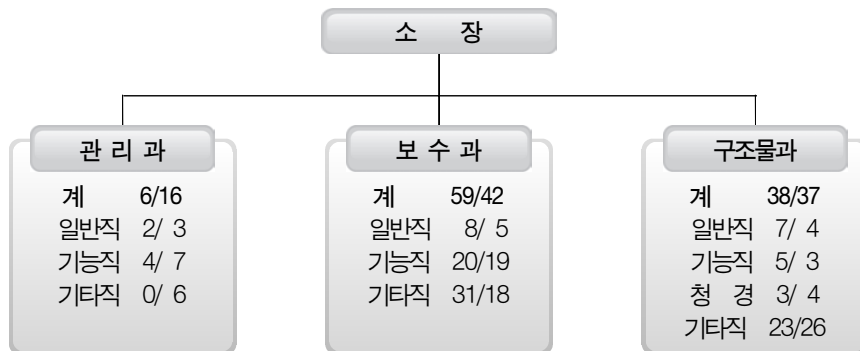 소 장
관 리 과
계 6/16
일반직 2/ 3
기능직 4/ 7
기타직 0/ 6
보 수 과
계 59/42
일반직 8/ 5
기능직 20/19
기타직 31/18
구조물과
계 38/37
일반직 7/ 4
기능직 5/ 3
청 경 3/ 4
기타직 23/26